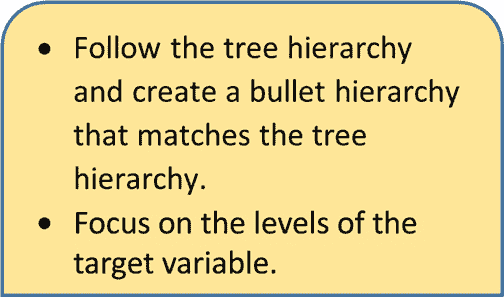 • Follow the tree hierarchy
and create a bullet hierarchy
that matches the tree
hierarchy.
• Focus on the levels of the
target variable.